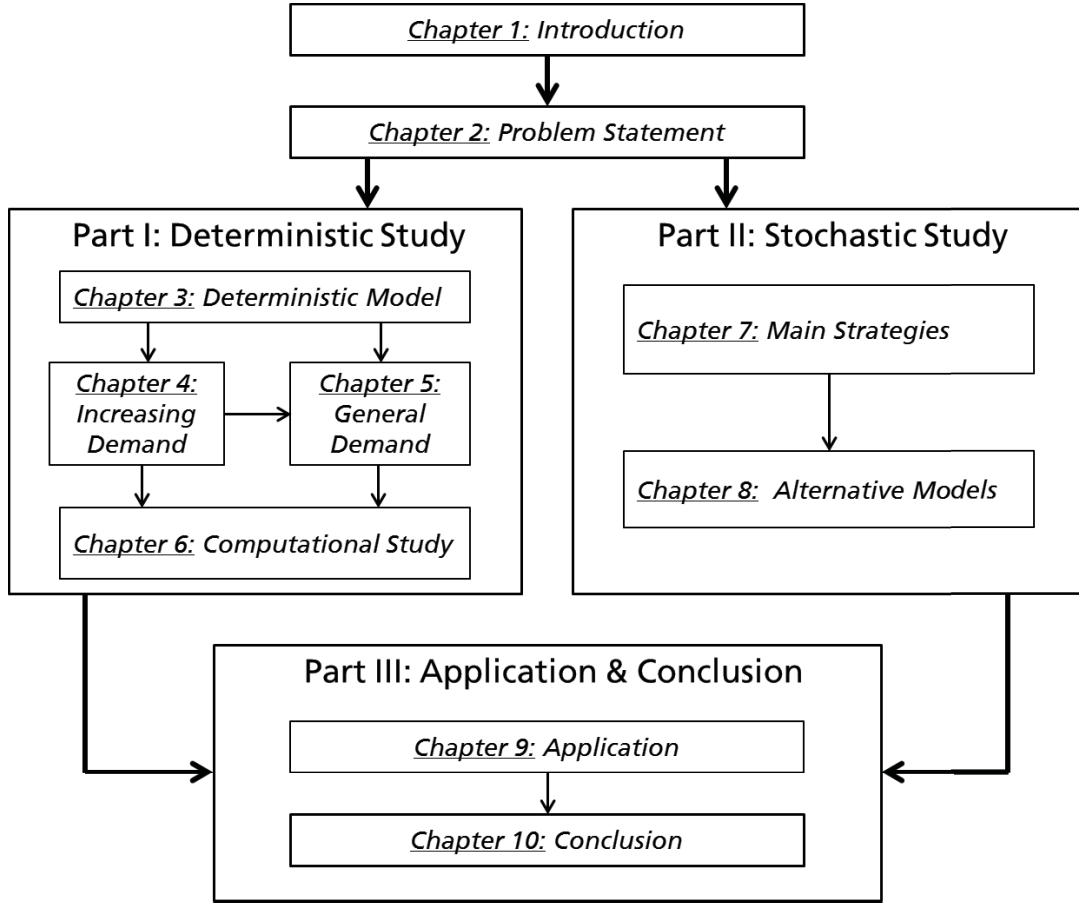 Chapter 1: Introduction
Chapter 2: Problem Statement
Part I: Deterministic Study
Chapter 3: Deterministic Model
Chapter 4:
Increasing
Demand
Chapter 5:
General
Demand
Chapter 6: Computational Study
Part II: Stochastic Study
Chapter 7: Main Strategies
Chapter 8: Alternative Models
Part III: Application & Conclusion
Chapter 9: Application
Chapter 10: Conclusion